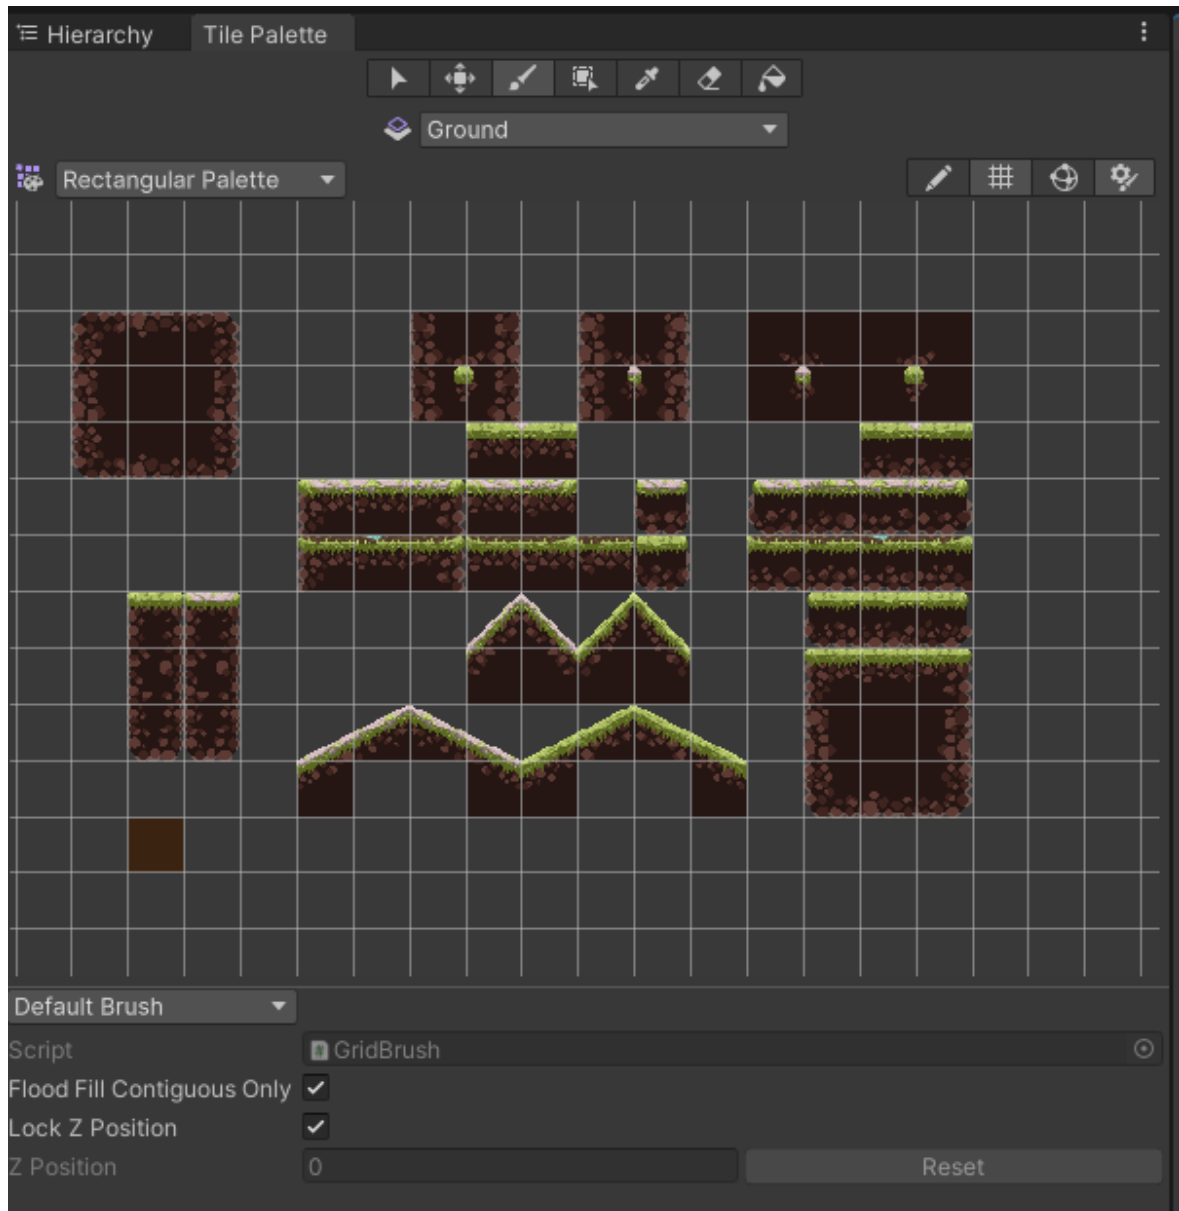 Hierarchy Tile Palette
Ground
Rectangular Palette
Default Brush
Script GridBrush
Flood Fill Contiguous Only
Lock Z Position
Z Position 0 Reset